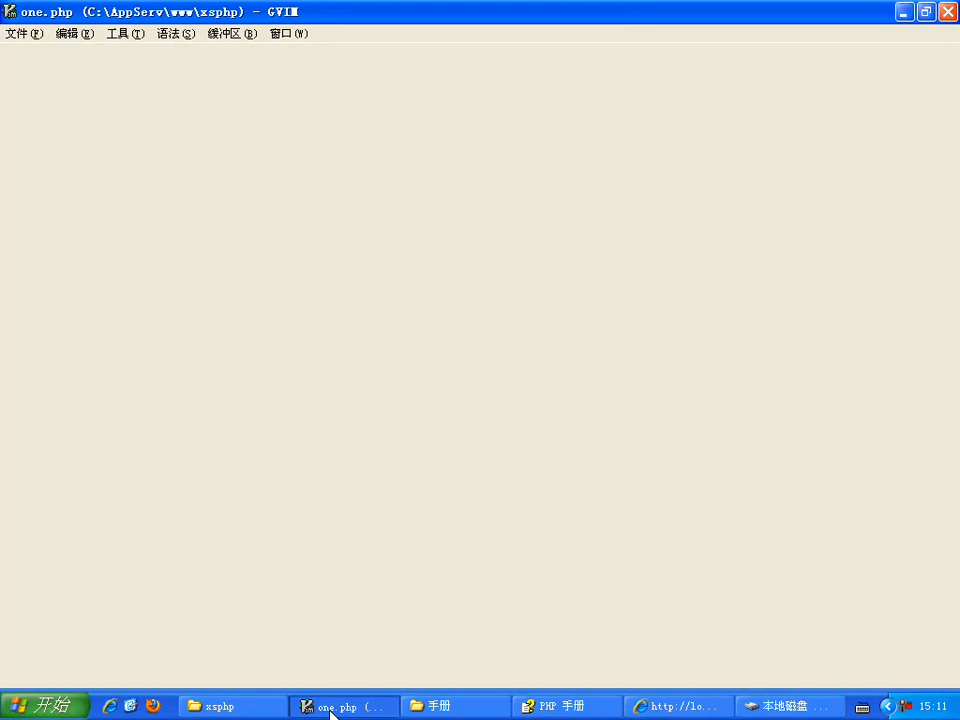 one.php (C:\AppServ\www\xsphp) - GVIM
文件(F) 编辑(E) 工具(T) 语法(S) 缓冲区(B) 窗口(W)
开始 xsphp one.php (... 手册 PHP 手册 http://lo... 本地磁盘 ... 15:11